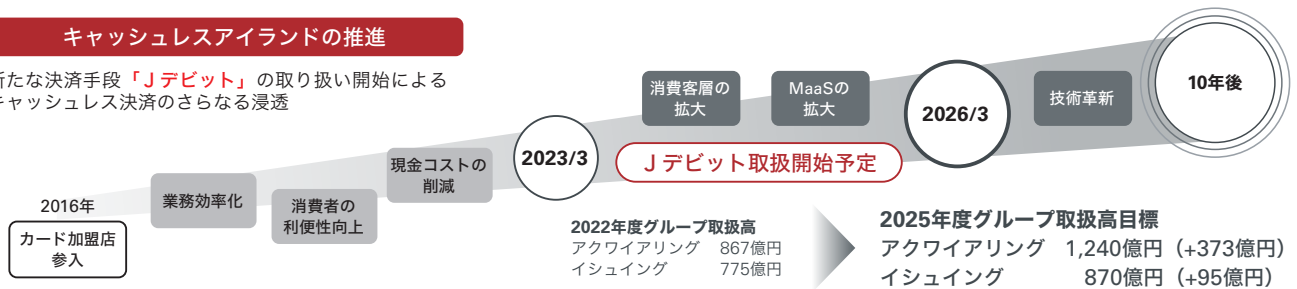 キャッシュレスアイランドの推進
新たな決済手段「Jデビット」の取り扱い開始による
キャッシュレス決済のさらなる浸透
2016年
カード加盟店
参入
業務効率化
消費者の
利便性向上
現金コストの
削減
2023/3
消費客層の
拡大
MaaSの
拡大
Jデビット取扱開始予定
2026/3
技術革新
10年後
2022年度グループ取扱高
アクワイアリング 867億円
イシュイング 775億円
2025年度グループ取扱高目標
アクワイアリング 1,240億円(+373億円)
イシュイング 870億円(+95億円)